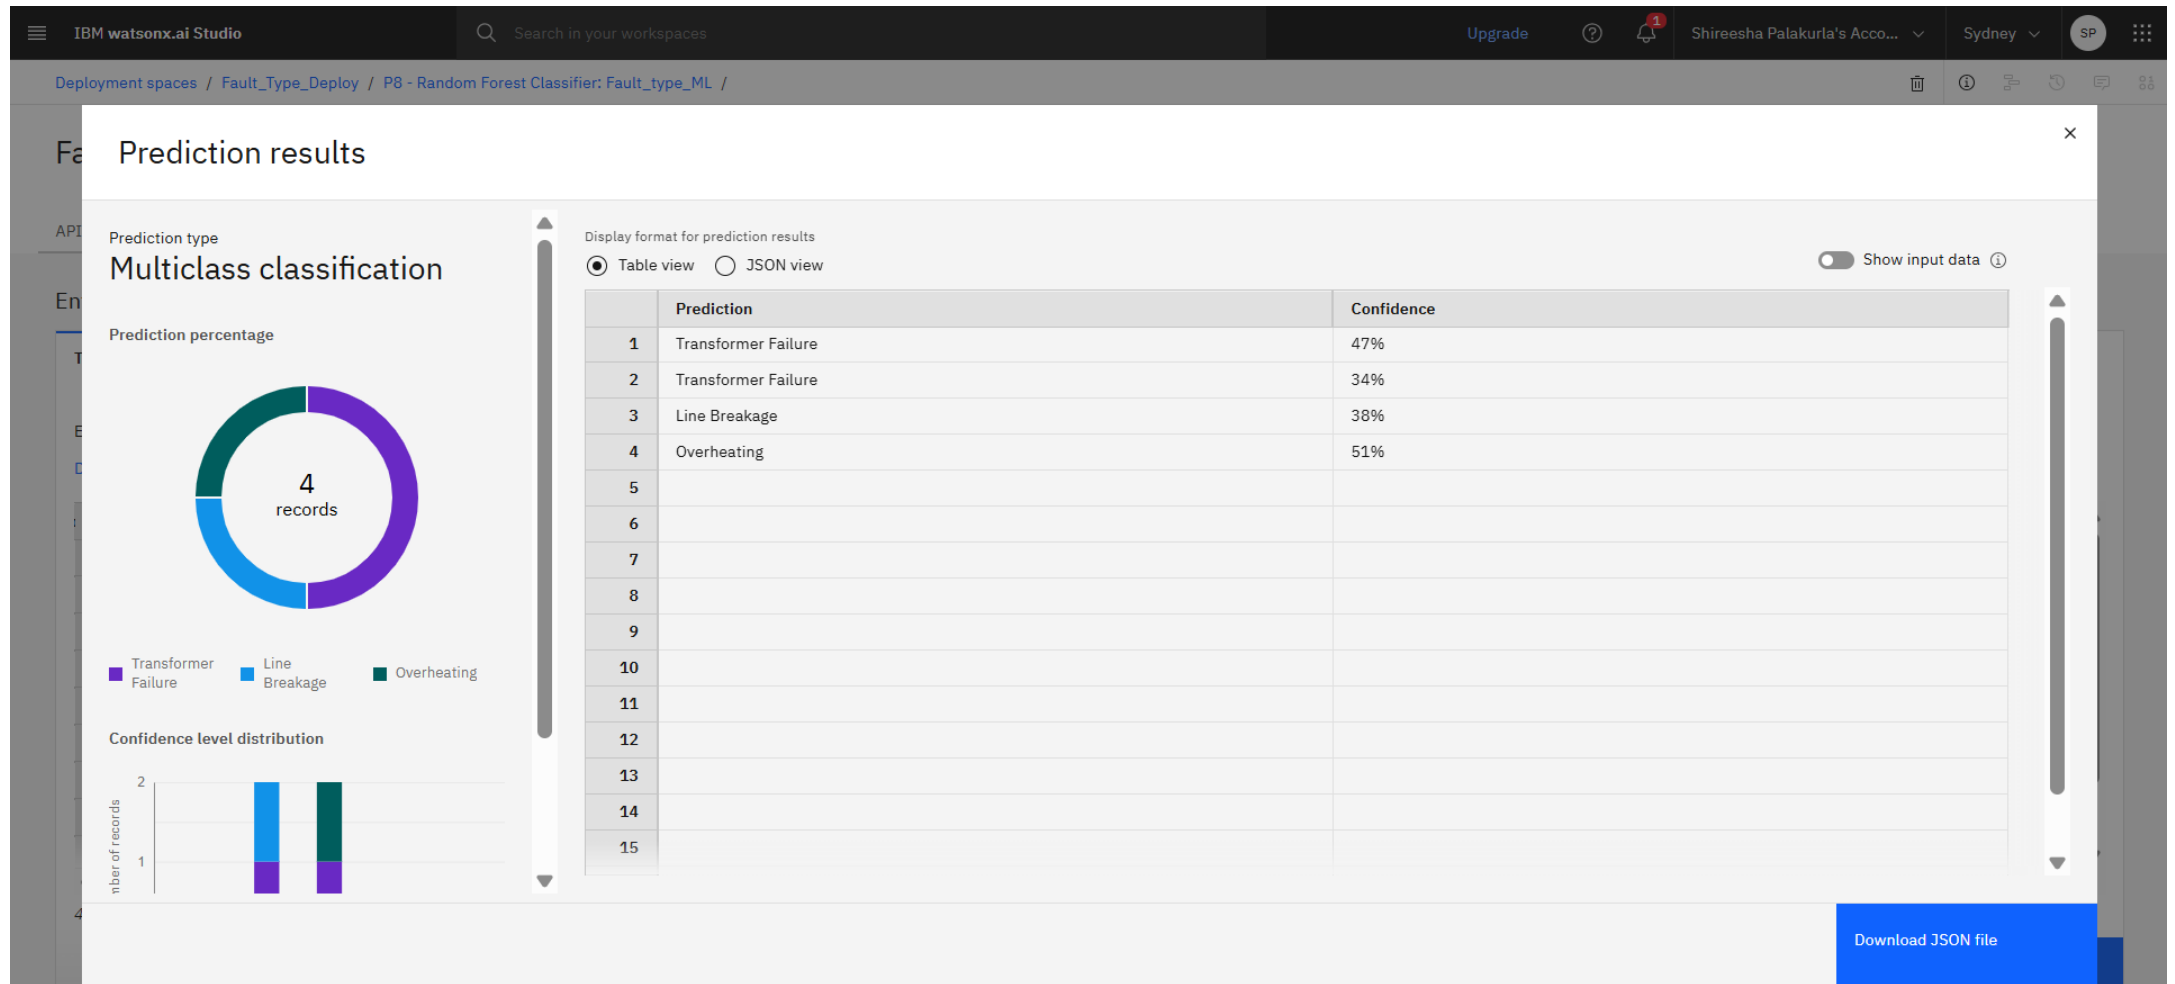 IBM watsonx.ai Studio
Search in your workspaces
Upgrade
1
Shireesha Palakurla's Acco...
Sydney
SP
Deployment spaces / Fault_Type_Deploy / P8 - Random Forest Classifier: Fault_type_ML /
Fa
Prediction results
API
Prediction type
Multiclass classification
Prediction percentage
4
records
Transformer Failure
Line Breakage
Overheating
Confidence level distribution
2
1
Display format for prediction results
Table view
JSON view
Show input data
Prediction Confidence
1 Transformer Failure 47%
2 Transformer Failure 34%
3 Line Breakage 38%
4 Overheating 51%
5
6
7
8
9
10
11
12
13
14
15
Download JSON file